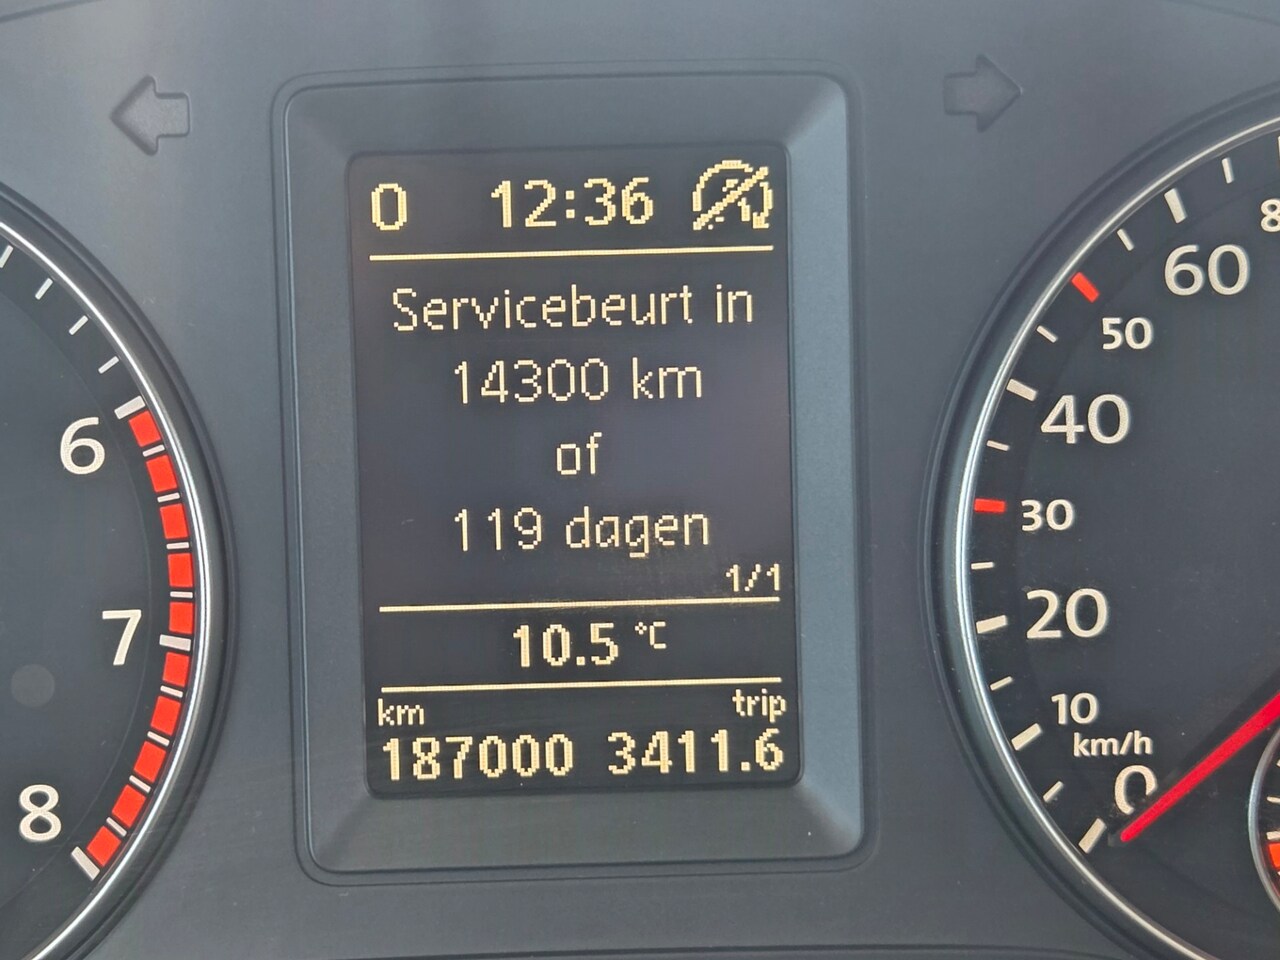 0 12:36
Servicebeurt in
14300 km
of
119 dagen
1/1
10.5 °C
km trip
187000 3411.6
6
7
8
60
50
40
30
20
10
km/h
0